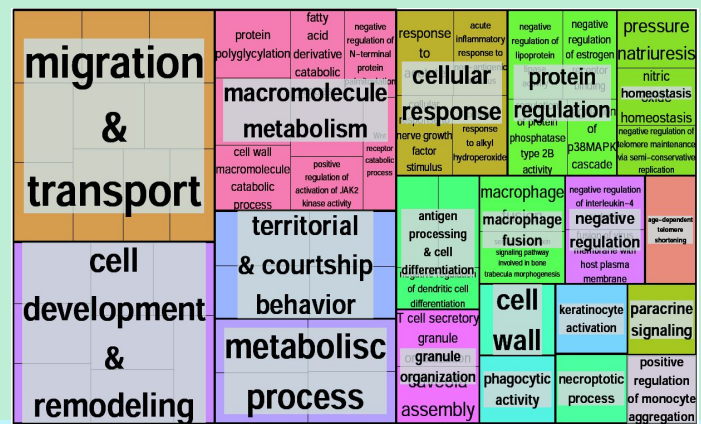 migration
&
transport
cell
development
&
remodeling
protein
polyglycylation
fatty
acid
derivative
catabolic
negative
regulation of
N-terminal
protein
macromolecule
metabolism
cell wall
macromolecule
catabolic
process
positive
regulation of
activation of JAK2
kinase activity
Wnt
receptor
catabolic
process
territorial
& courtship
behavior
metabolisc
process
response
to
acute
inflammatory
response to
cellular
response
nerve growth
factor
stimulus
response
to alkyl
hydroperoxide
negative
regulation of
lipoprotein
negative
regulation
of estrogen
protein
regulation
binding
of protein
phosphatase
type 2B
activity
of
p38MAPK
cascade
pressure
natriuresis
nitric
homeostasis
oxide
homeostasis
negative regulation of
telomere maintenance
via semi-conservative
replication
antigen
processing
& cell
differentiation
negative regulation
of dendritic cell
differentiation
macrophage
macrophage
fusion
signaling pathway
involved in bone
trabecula morphogenesis
negative regulation
of interleukin-4
negative
regulation
membrane with
host plasma
membrane
age-dependent
telomere
shortening
T cell secretory
granule
granule
organization
caveola
assembly
cell
wall
keratinocyte
activation
paracrine
signaling
phagocytic
activity
necroptotic
process
positive
regulation
of monocyte
aggregation